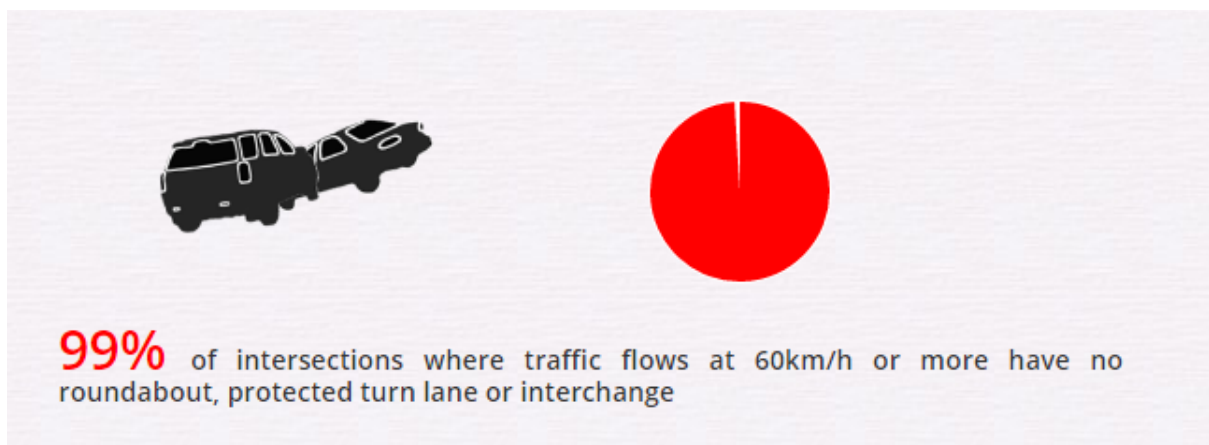 99% of intersections where traffic flows at 60km/h or more have no
roundabout, protected turn lane or interchange